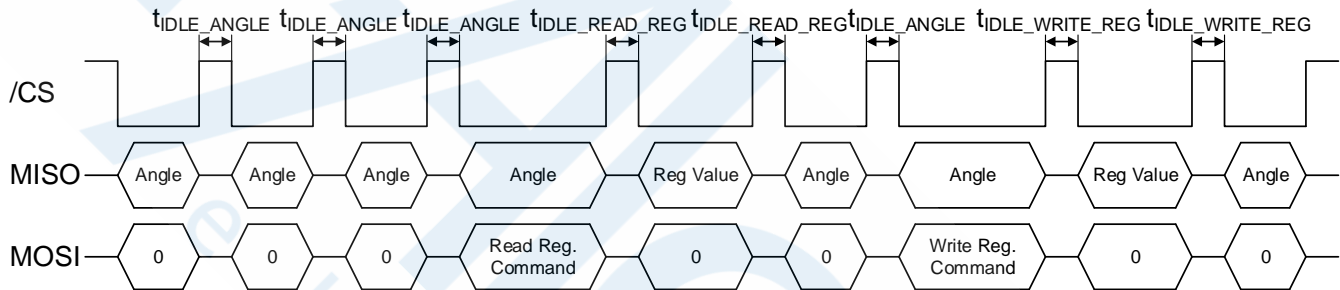 tIDLE_ANGLE tIDLE_ANGLE tIDLE_ANGLE tIDLE_READ_REG tIDLE_READ_REG tIDLE_ANGLE tIDLE_WRITE_REG tIDLE_WRITE_REG
/CS
MISO Angle Angle Angle Angle Reg Value Angle Angle Reg Value Angle
MOSI 0 0 0 Read Reg. Command 0 0 Write Reg. Command 0 0